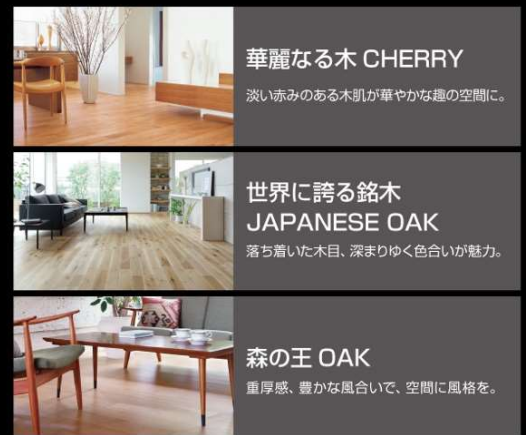 華麗なる木 CHERRY
淡い赤みのある木肌が華やかな趣の空間に。
世界に誇る銘木
JAPANESE OAK
落ち着いた木目、深まりゆく色合いが魅力。
森の王 OAK
重厚感、豊かな風合いで、空間に風格を。